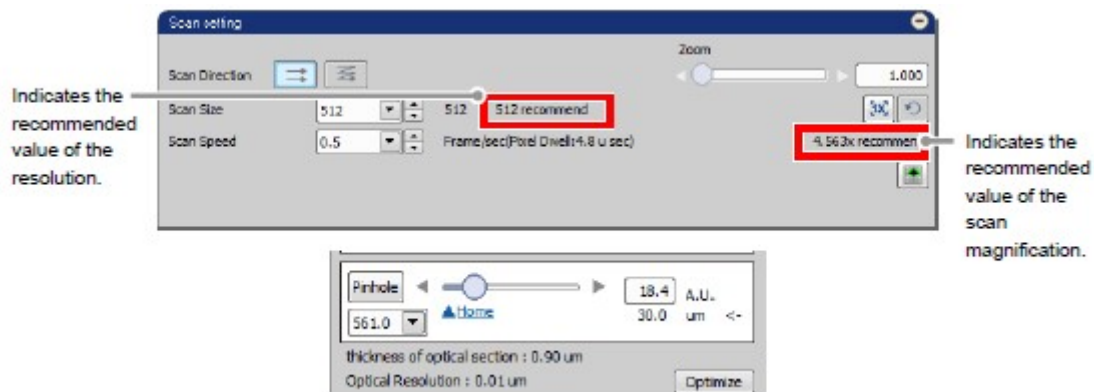 Scan setting
Zoom
Scan Direction
1.000
Indicates the
recommended
value of the
resolution.
Scan Size 512 512 512 recommend
3X
Scan Speed 0.5 Frame/sec(Pixel Dwell:4.8 u sec)
4.563x recommen
Indicates the
recommended
value of the
scan
magnification.
Pinhole 18.4 A.U.
561.0 Home 30.0 um <-
thickness of optical section : 0.90 um
Optical Resolution : 0.01 um Optimize